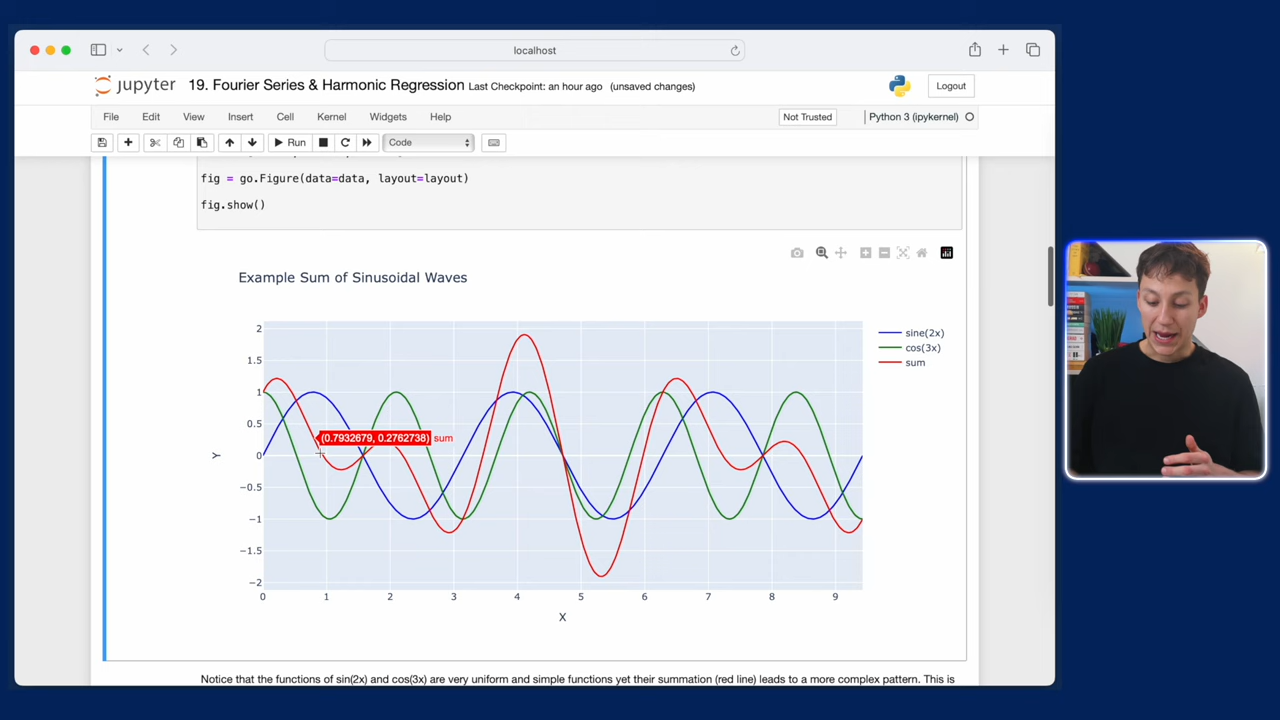 localhost
jupyter 19. Fourier Series & Harmonic Regression Last Checkpoint: an hour ago (unsaved changes) Logout
File Edit View Insert Cell Kernel Widgets Help Not Trusted Python 3 (ipykernel)
Run Code
fig = go.Figure(data=data, layout=layout)
fig.show()
Example Sum of Sinusoidal Waves
2
1.5
1
0.5
0
−0.5
−1
−1.5
−2
Y
(0.7932679, 0.2762738) sum
sine(2x)
cos(3x)
sum
0 1 2 3 4 5 6 7 8 9
X
Notice that the functions of sin(2x) and cos(3x) are very uniform and simple functions yet their summation (red line) leads to a more complex pattern. This is